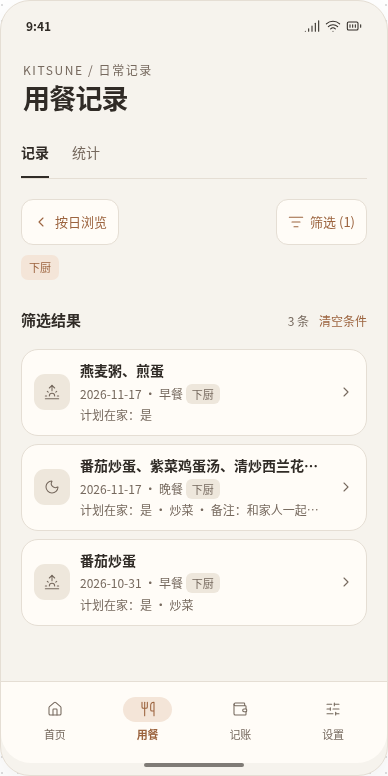 9:41
KITSUNE / 日常记录
用餐记录
记录 统计
按日浏览 筛选 (1)
下厨
筛选结果 3 条 清空条件
燕麦粥、煎蛋
2026-11-17 · 早餐 下厨
计划在家：是
番茄炒蛋、紫菜鸡蛋汤、清炒西兰花…
2026-11-17 · 晚餐 下厨
计划在家：是 · 炒菜 · 备注：和家人一起…
番茄炒蛋
2026-10-31 · 早餐 下厨
计划在家：是 · 炒菜
首页 用餐 记账 设置